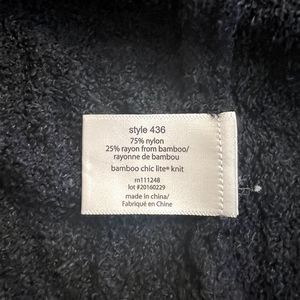 style 436
75% nylon
25% rayon from bamboo/
rayonne de bambou
bamboo chic lite® knit
rn111248
lot #20160229
made in china/
Fabriqué en Chine